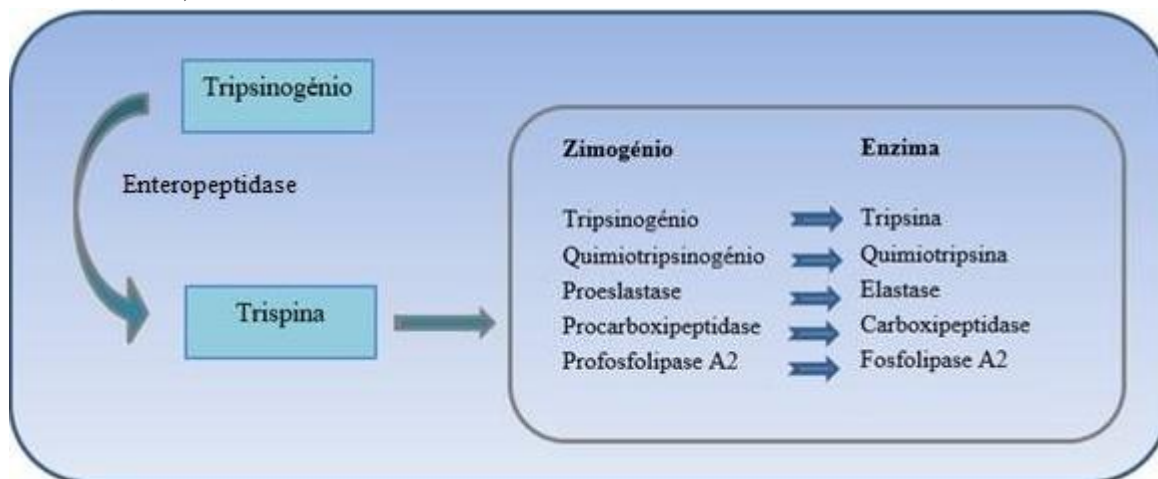 Tripsinogénio
Enteropeptidase
Trispina
Zimogénio Enzima
Tripsinogénio Tripsina
Quimiotripsinogénio Quimiotripsina
Proeslastase Elastase
Procarboxipeptidase Carboxipeptidase
Profosfolipase A2 Fosfolipase A2